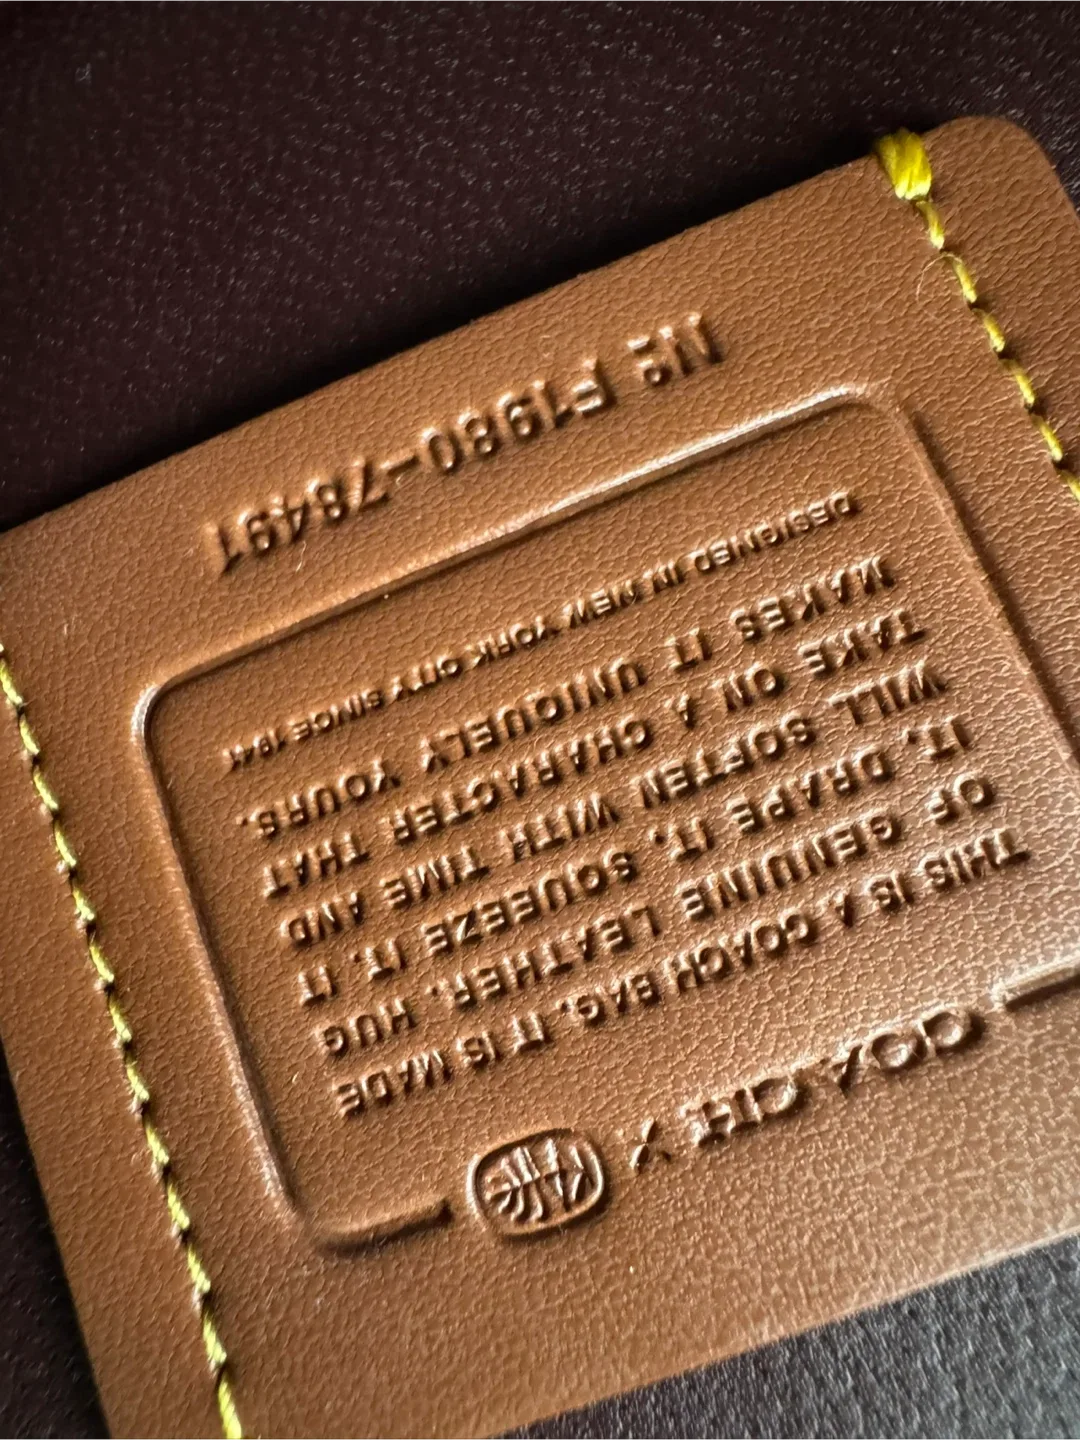 COACH X
THIS IS A COACH BAG. IT IS MADE
OF GENUINE LEATHER. HUG
IT, DRAPE IT, SQUEEZE IT. IT
WILL SOFTEN WITH TIME AND
TAKE ON A CHARACTER THAT
MAKES IT UNIQUELY YOURS.
DESIGNED IN NEW YORK CITY SINCE 1941
Nº F1980-78491